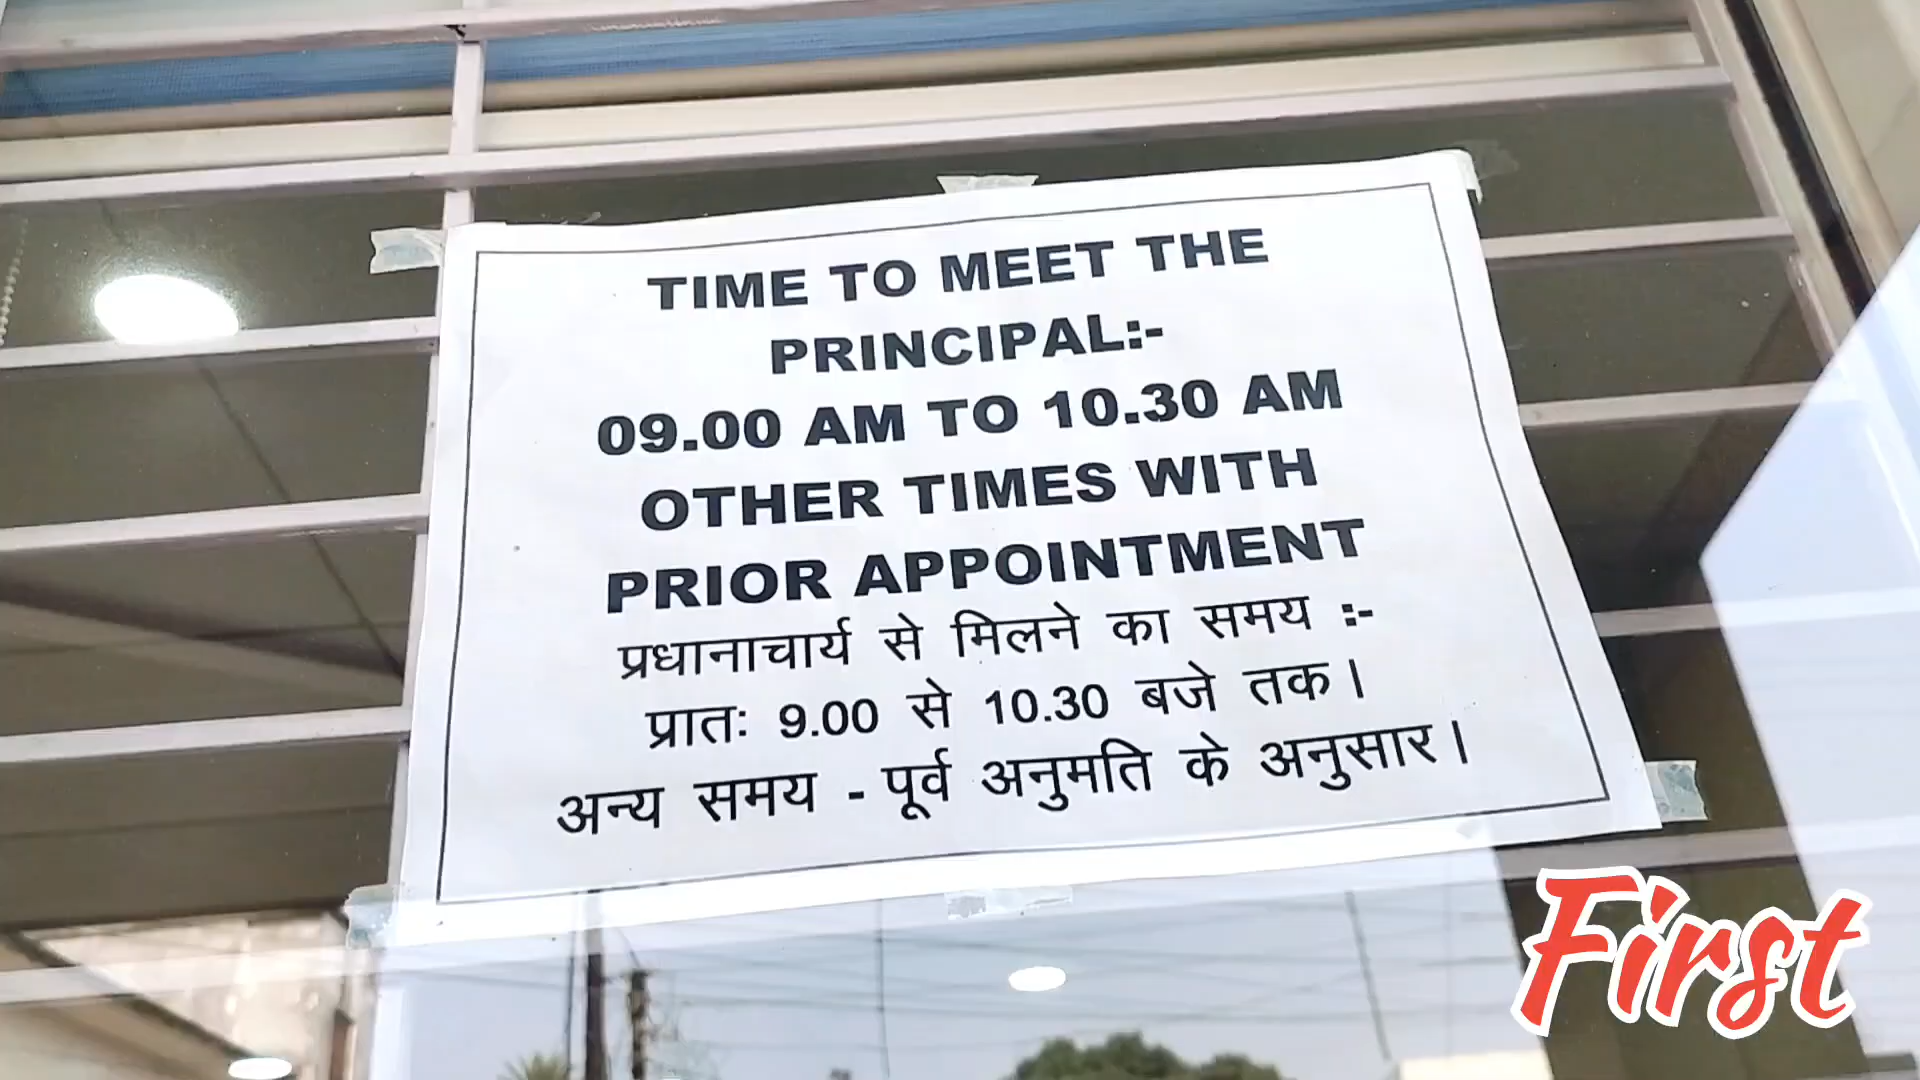 TIME TO MEET THE
PRINCIPAL:-
09.00 AM TO 10.30 AM
OTHER TIMES WITH
PRIOR APPOINTMENT
प्रधानाचार्य से मिलने का समय :-
प्रातः 9.00 से 10.30 बजे तक।
अन्य समय - पूर्व अनुमति के अनुसार।
First